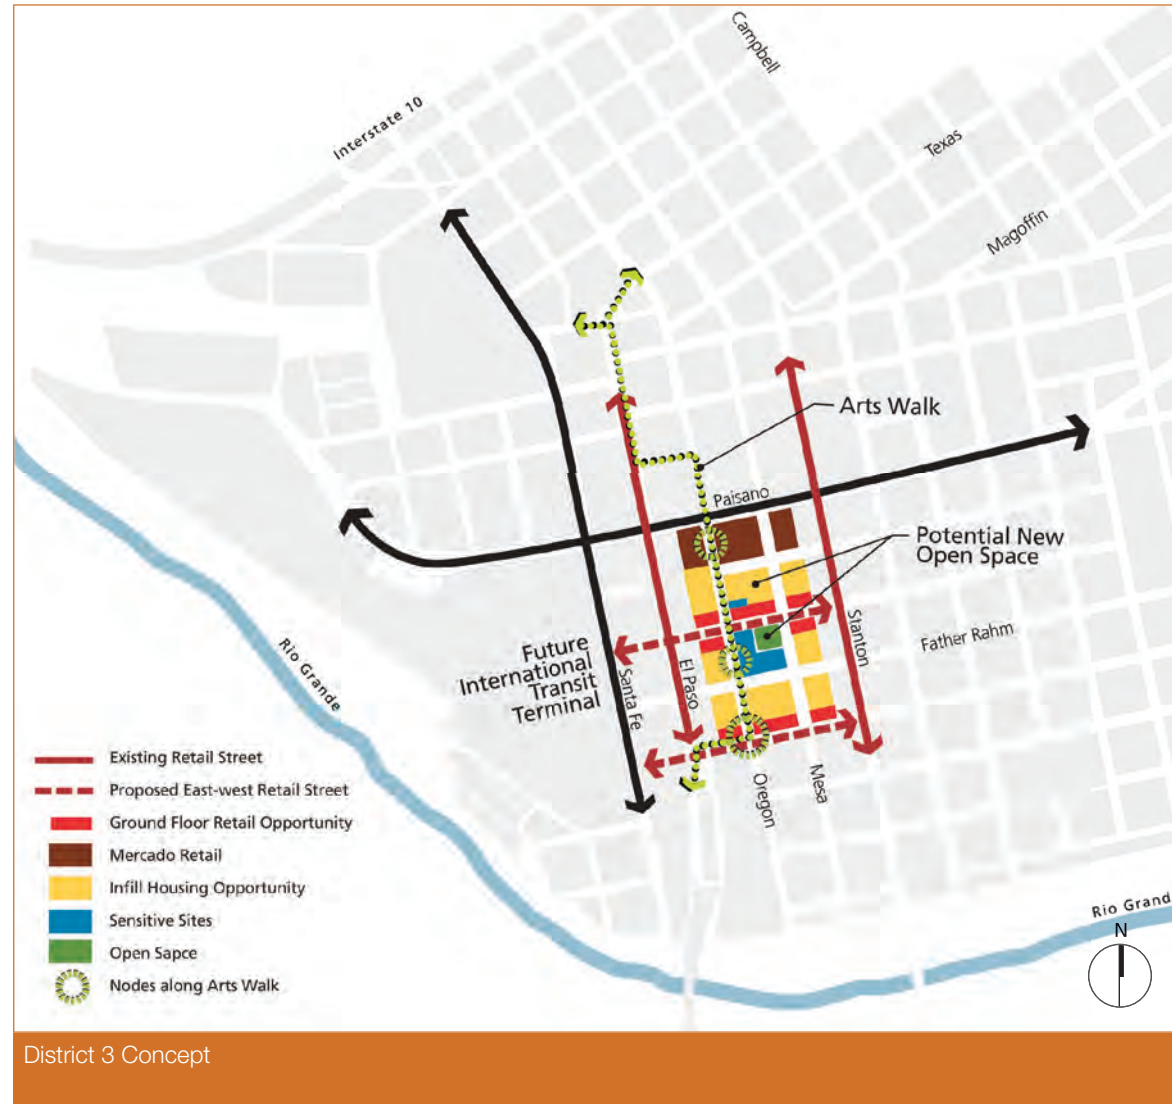 Campbell
Interstate 10
Texas
Magoffin
Arts Walk
Paisano
Potential New
Open Space
Father Rahm
Stanton
Future
International
Transit
Terminal
Santa Fe
El Paso
Rio Grande
Oregon
Mesa
Existing Retail Street
Proposed East-west Retail Street
Ground Floor Retail Opportunity
Mercado Retail
Infill Housing Opportunity
Sensitive Sites
Open Sapce
Nodes along Arts Walk
Rio Grand
N
District 3 Concept